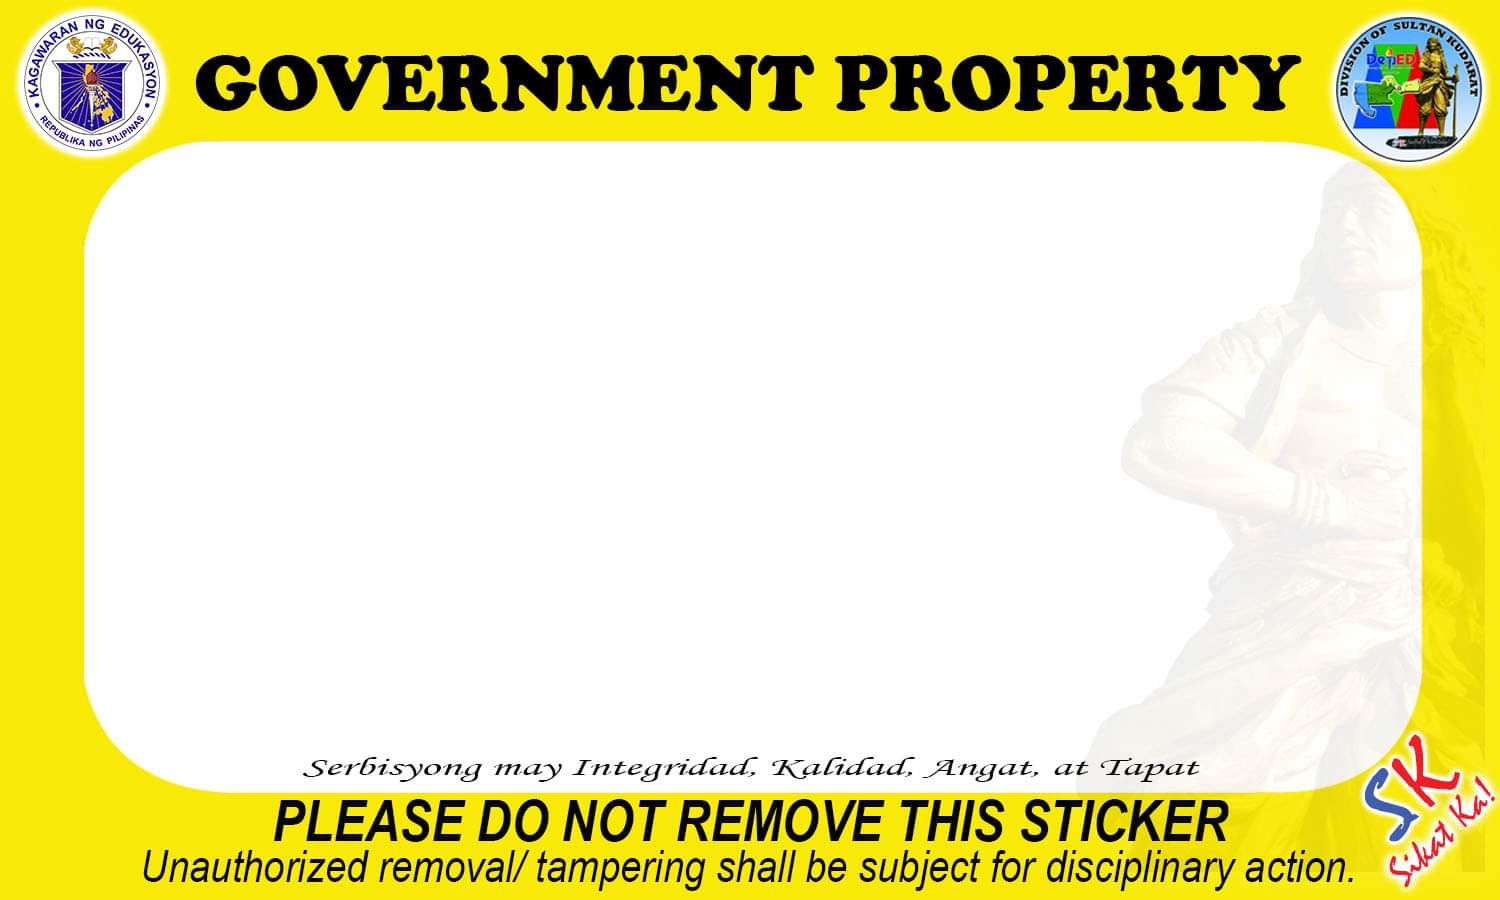 KAGAWARAN NG EDUKASYON
REPUBLIKA NG PILIPINAS
GOVERNMENT PROPERTY
DIVISION OF SULTAN KUDARAT
DepED
Serbisyong may Integridad, Kalidad, Angat, at Tapat
PLEASE DO NOT REMOVE THIS STICKER
Unauthorized removal/ tampering shall be subject for disciplinary action.
SK
Sikat Ka!